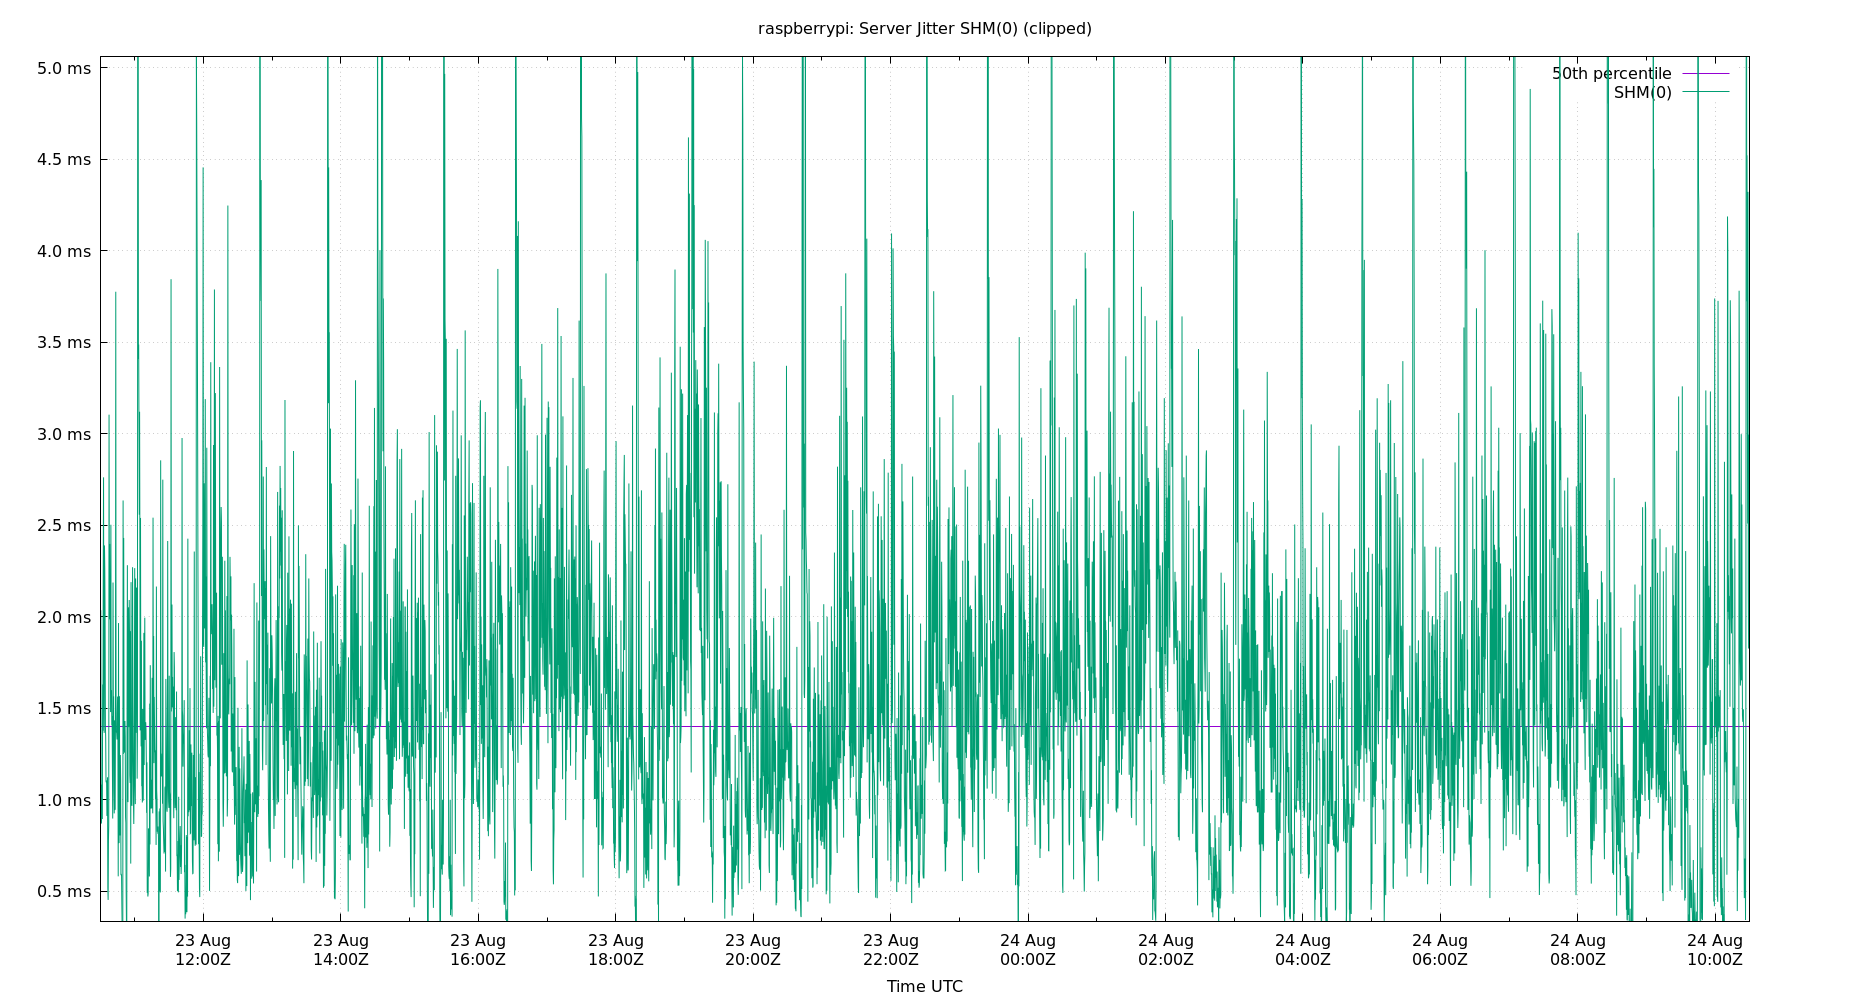 raspberrypi: Server Jitter SHM(0) (clipped)
5.0 ms
4.5 ms
4.0 ms
3.5 ms
3.0 ms
2.5 ms
2.0 ms
1.5 ms
1.0 ms
0.5 ms
50th percentile
SHM(0)
23 Aug
12:00Z
23 Aug
14:00Z
23 Aug
16:00Z
23 Aug
18:00Z
23 Aug
20:00Z
23 Aug
22:00Z
24 Aug
00:00Z
24 Aug
02:00Z
24 Aug
04:00Z
24 Aug
06:00Z
24 Aug
08:00Z
24 Aug
10:00Z
Time UTC